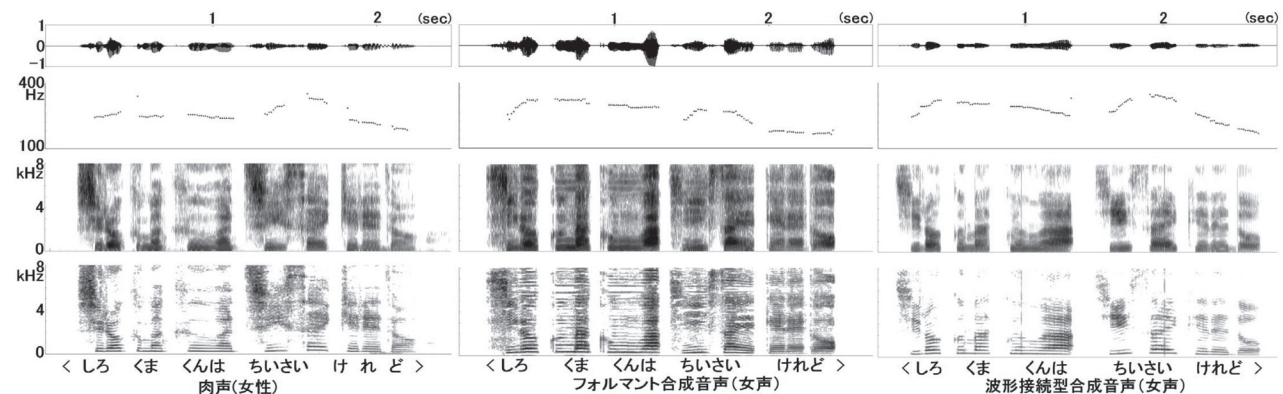 1 2 (sec) 1 2 (sec) 1 2 (sec)
1
0
-1
400
Hz
100
8
kHz
4
0
8
kHz
4
0
< しろ くま くんは ちいさい け れ ど > < しろ くま くんは ちいさい けれど > < しろ くま くんは ちいさい けれど >
肉声(女性) フォルマント合成音声(女声) 波形接続型合成音声(女声)